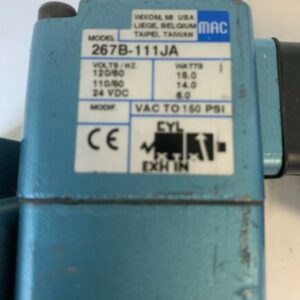 WIXOM, MI USA
LIEGE, BELGIUM
TAIPEI, TAIWAN
MAC
MODEL
267B-111JA
VOLTS / HZ. WATTS
120/60 15.0
110/50 14.0
24 VDC 6.0
MODIF. VAC TO 150 PSI
CE
CYL
EXH IN